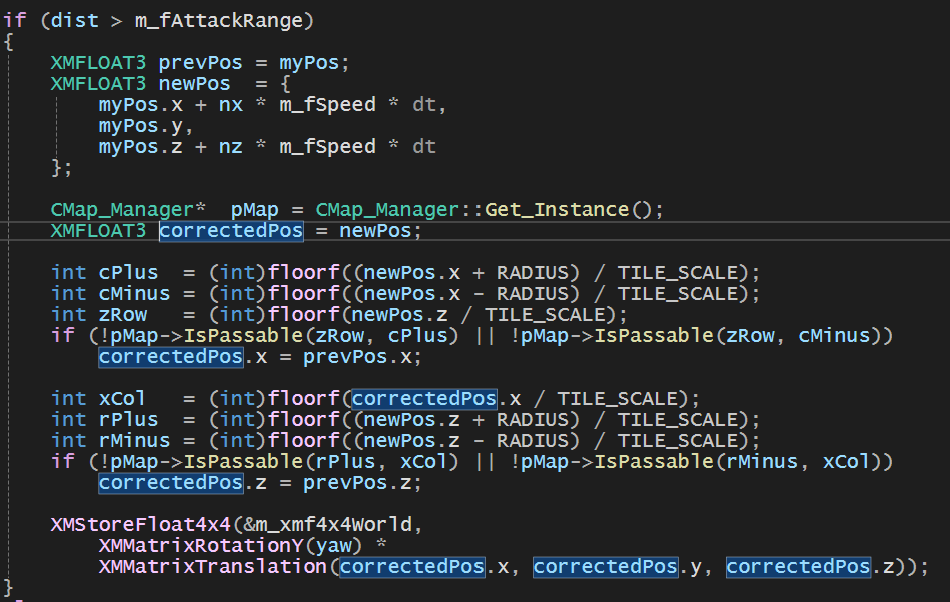 if (dist > m_fAttackRange)
{
    XMFLOAT3 prevPos = myPos;
    XMFLOAT3 newPos  = {
        myPos.x + nx * m_fSpeed * dt,
        myPos.y,
        myPos.z + nz * m_fSpeed * dt
    };

    CMap_Manager*  pMap = CMap_Manager::Get_Instance();
    XMFLOAT3 correctedPos = newPos;

    int cPlus  = (int)floorf((newPos.x + RADIUS) / TILE_SCALE);
    int cMinus = (int)floorf((newPos.x - RADIUS) / TILE_SCALE);
    int zRow   = (int)floorf(newPos.z / TILE_SCALE);
    if (!pMap->IsPassable(zRow, cPlus) || !pMap->IsPassable(zRow, cMinus))
        correctedPos.x = prevPos.x;

    int xCol   = (int)floorf(correctedPos.x / TILE_SCALE);
    int rPlus  = (int)floorf((newPos.z + RADIUS) / TILE_SCALE);
    int rMinus = (int)floorf((newPos.z - RADIUS) / TILE_SCALE);
    if (!pMap->IsPassable(rPlus, xCol) || !pMap->IsPassable(rMinus, xCol))
        correctedPos.z = prevPos.z;

    XMStoreFloat4x4(&m_xmf4x4World,
        XMMatrixRotationY(yaw) *
        XMMatrixTranslation(correctedPos.x, correctedPos.y, correctedPos.z));
}